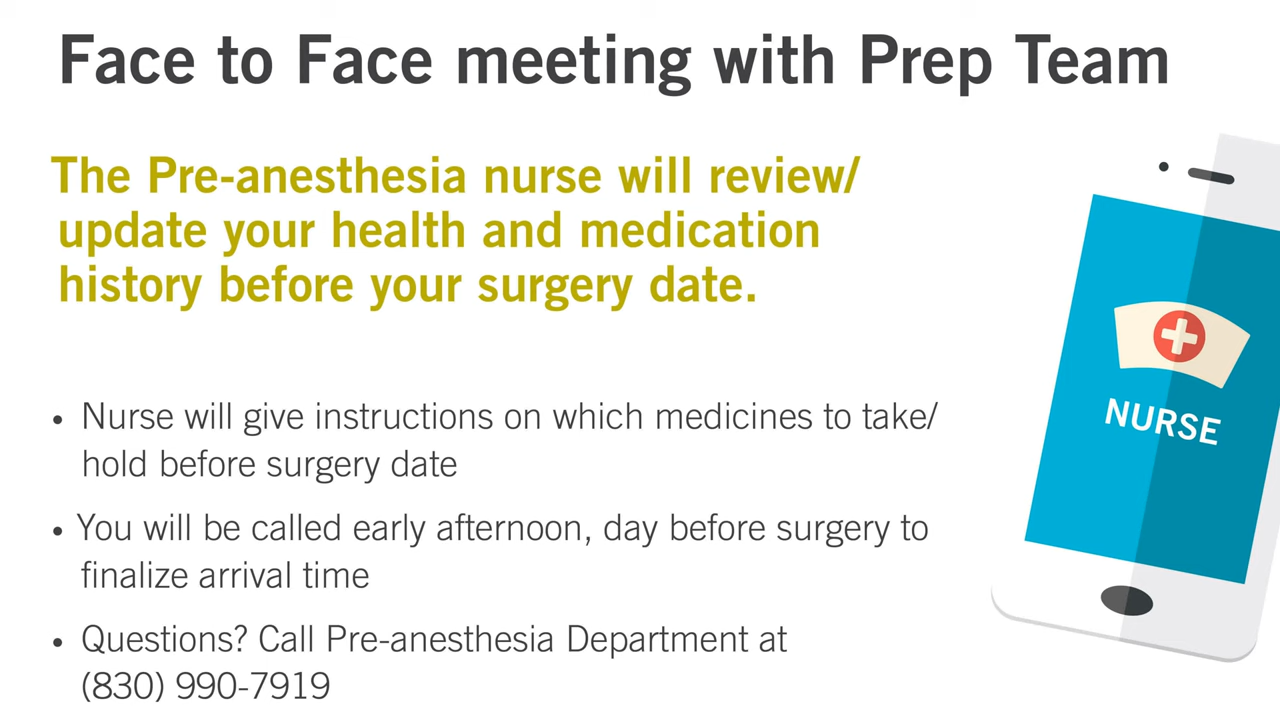 Face to Face meeting with Prep Team
The Pre-anesthesia nurse will review/
update your health and medication
history before your surgery date.
• Nurse will give instructions on which medicines to take/
hold before surgery date
• You will be called early afternoon, day before surgery to
finalize arrival time
• Questions? Call Pre-anesthesia Department at
(830) 990-7919
NURSE